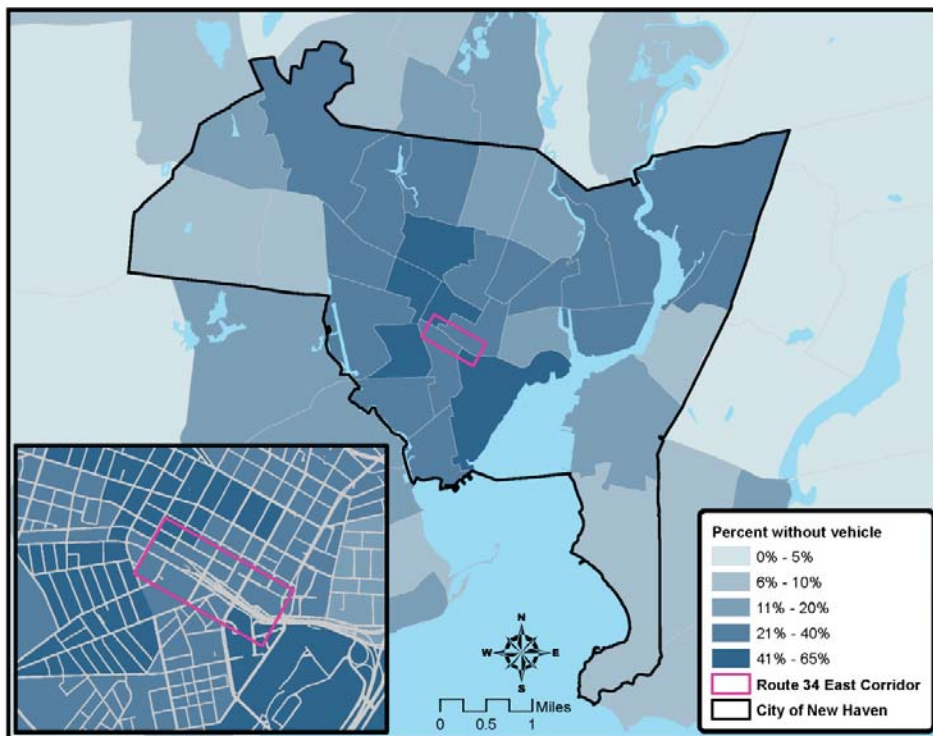 N
W E
S
0 0.5 1 Miles
Percent without vehicle
0% - 5%
6% - 10%
11% - 20%
21% - 40%
41% - 65%
Route 34 East Corridor
City of New Haven